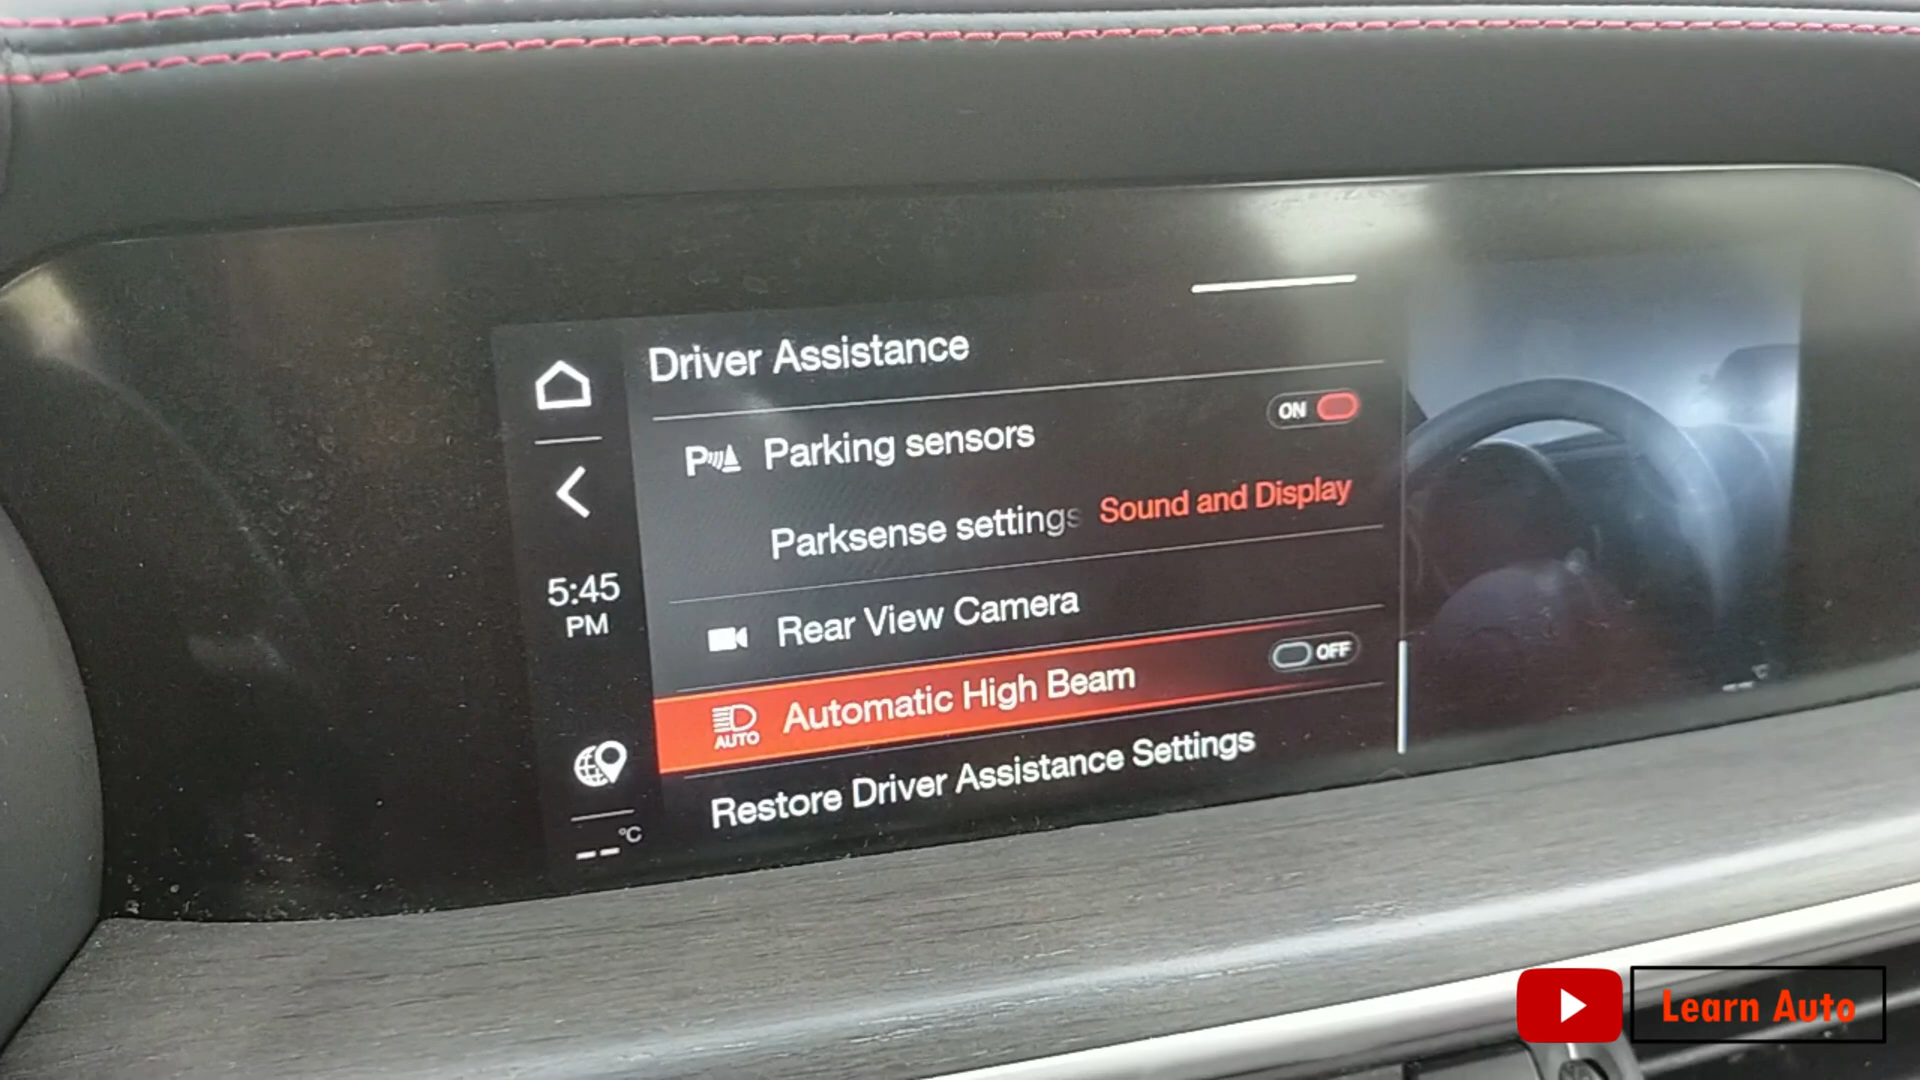 Driver Assistance
P Parking sensors ON
Parksense settings Sound and Display
5:45
PM
Rear View Camera
AUTO Automatic High Beam OFF
Restore Driver Assistance Settings
-- °C
Learn Auto